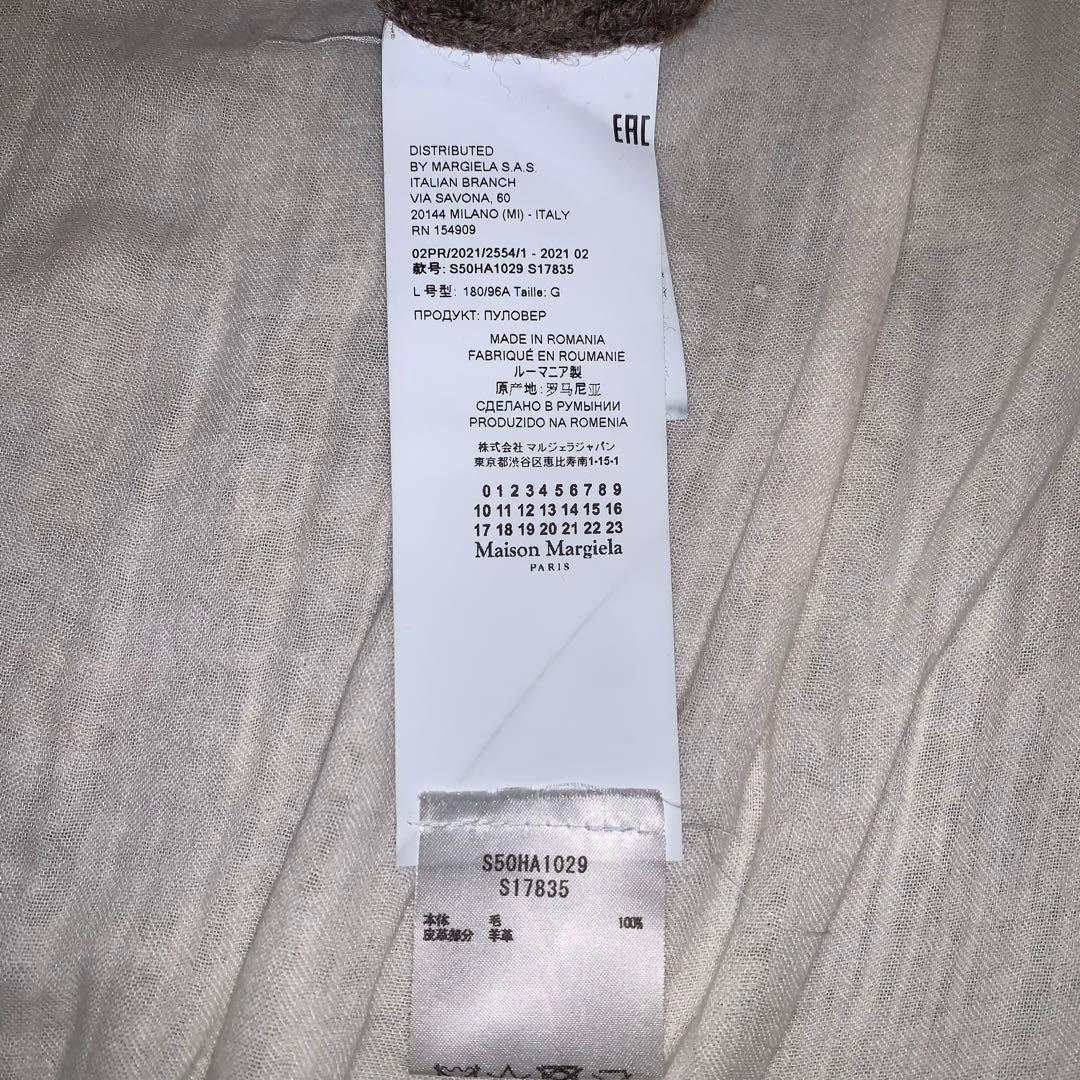 EAC
DISTRIBUTED
BY MARGIELA S.A.S.
ITALIAN BRANCH
VIA SAVONA, 60
20144 MILANO (MI) - ITALY
RN 154909
02PR/2021/2554/1 - 2021 02
款号: S50HA1029 S17835
L 号型: 180/96A Taille: G
ПРОДУКТ: ПУЛОВЕР
MADE IN ROMANIA
FABRIQUÉ EN ROUMANIE
ルーマニア製
原产地: 罗马尼亚
СДЕЛАНО В РУМЫНИИ
PRODUZIDO NA ROMENIA
株式会社 マルジェラジャパン
東京都渋谷区恵比寿南1-15-1
0 1 2 3 4 5 6 7 8 9
10 11 12 13 14 15 16
17 18 19 20 21 22 23
Maison Margiela
PARIS
S50HA1029
S17835
本体 毛 100%
皮革部分 羊革